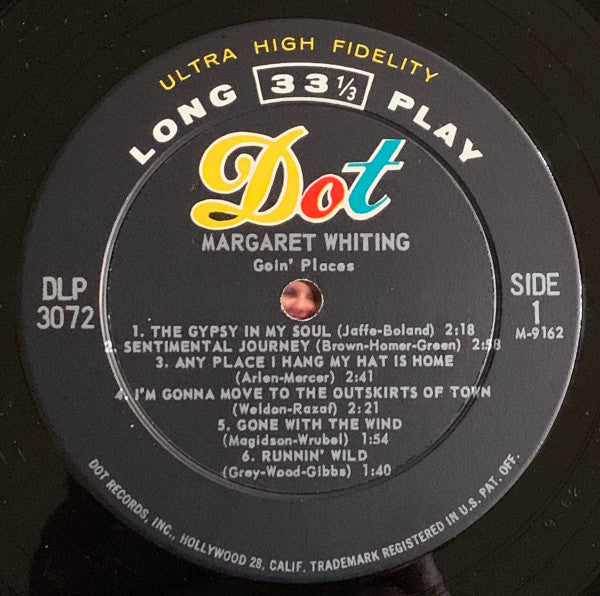 ULTRA HIGH FIDELITY
LONG 33 1/3 PLAY
Dot
MARGARET WHITING
Goin' Places
DLP
3072
SIDE
1
M-9162
1. THE GYPSY IN MY SOUL (Jaffe-Boland) 2:18
2. SENTIMENTAL JOURNEY (Brown-Homer-Green) 2:58
3. ANY PLACE I HANG MY HAT IS HOME
(Arlen-Mercer) 2:41
4. I'M GONNA MOVE TO THE OUTSKIRTS OF TOWN
(Weldon-Razaf) 2:21
5. GONE WITH THE WIND
(Magidson-Wrubel) 1:54
6. RUNNIN' WILD
(Grey-Wood-Gibbs) 1:40
DOT RECORDS, INC., HOLLYWOOD 28, CALIF. TRADEMARK REGISTERED IN U.S. PAT. OFF.